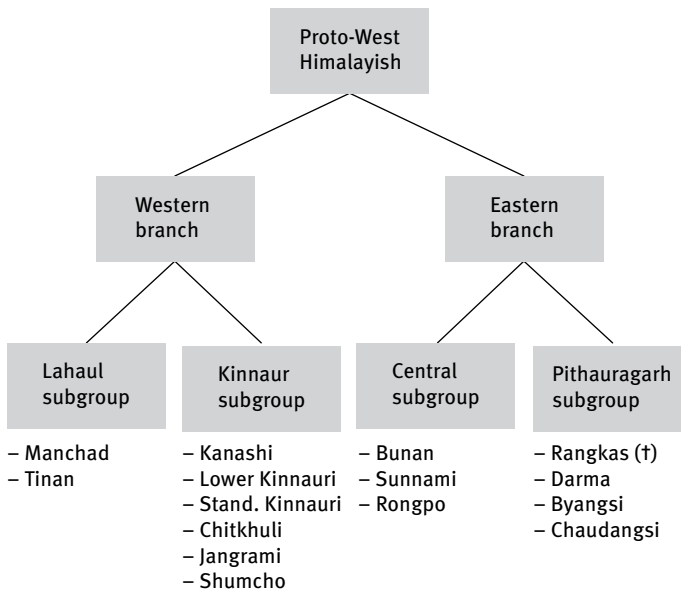 Proto-West
Himalayish
Western
branch
Eastern
branch
Lahaul
subgroup
Kinnaur
subgroup
Central
subgroup
Pithauragarh
subgroup
– Manchad
– Tinan
– Kanashi
– Lower Kinnauri
– Stand. Kinnauri
– Chitkhuli
– Jangrami
– Shumcho
– Bunan
– Sunnami
– Rongpo
– Rangkas (†)
– Darma
– Byangsi
– Chaudangsi